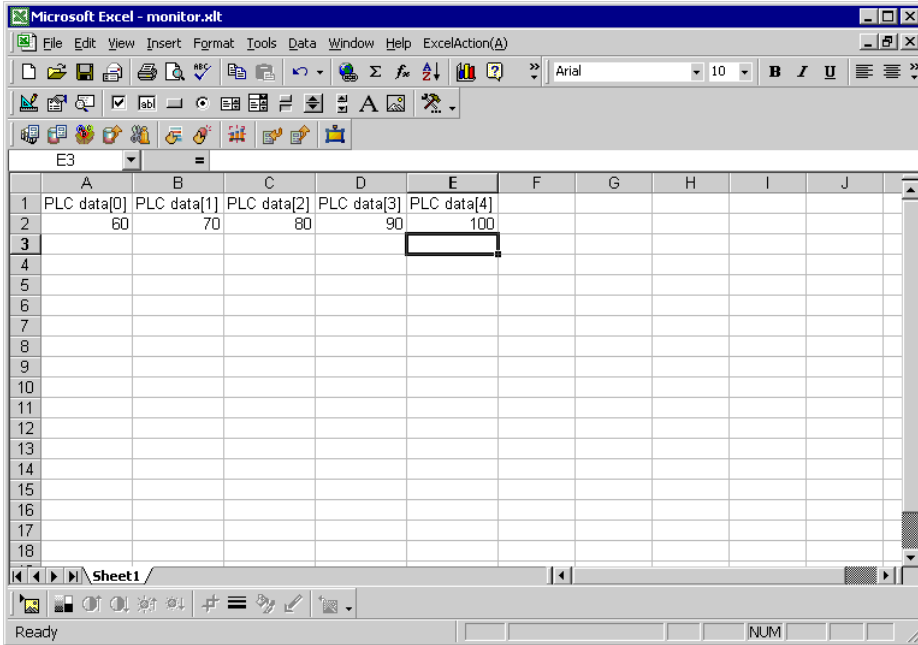 Microsoft Excel - monitor.xlt
File Edit View Insert Format Tools Data Window Help ExcelAction(A)
ABC Σ fx Arial 10 B I U
abl A
E3 =
A B C D E F G H I J
1 PLC data[0] PLC data[1] PLC data[2] PLC data[3] PLC data[4]
2 60 70 80 90 100
3
4
5
6
7
8
9
10
11
12
13
14
15
16
17
18
Sheet1
Ready NUM